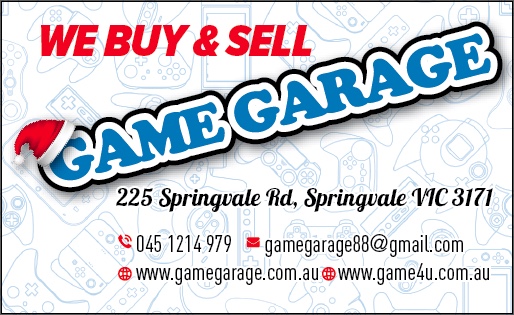 WE BUY & SELL
GAME GARAGE
225 Springvale Rd, Springvale VIC 3171
045 1214 979 gamegarage88@gmail.com
www.gamegarage.com.au www.game4u.com.au